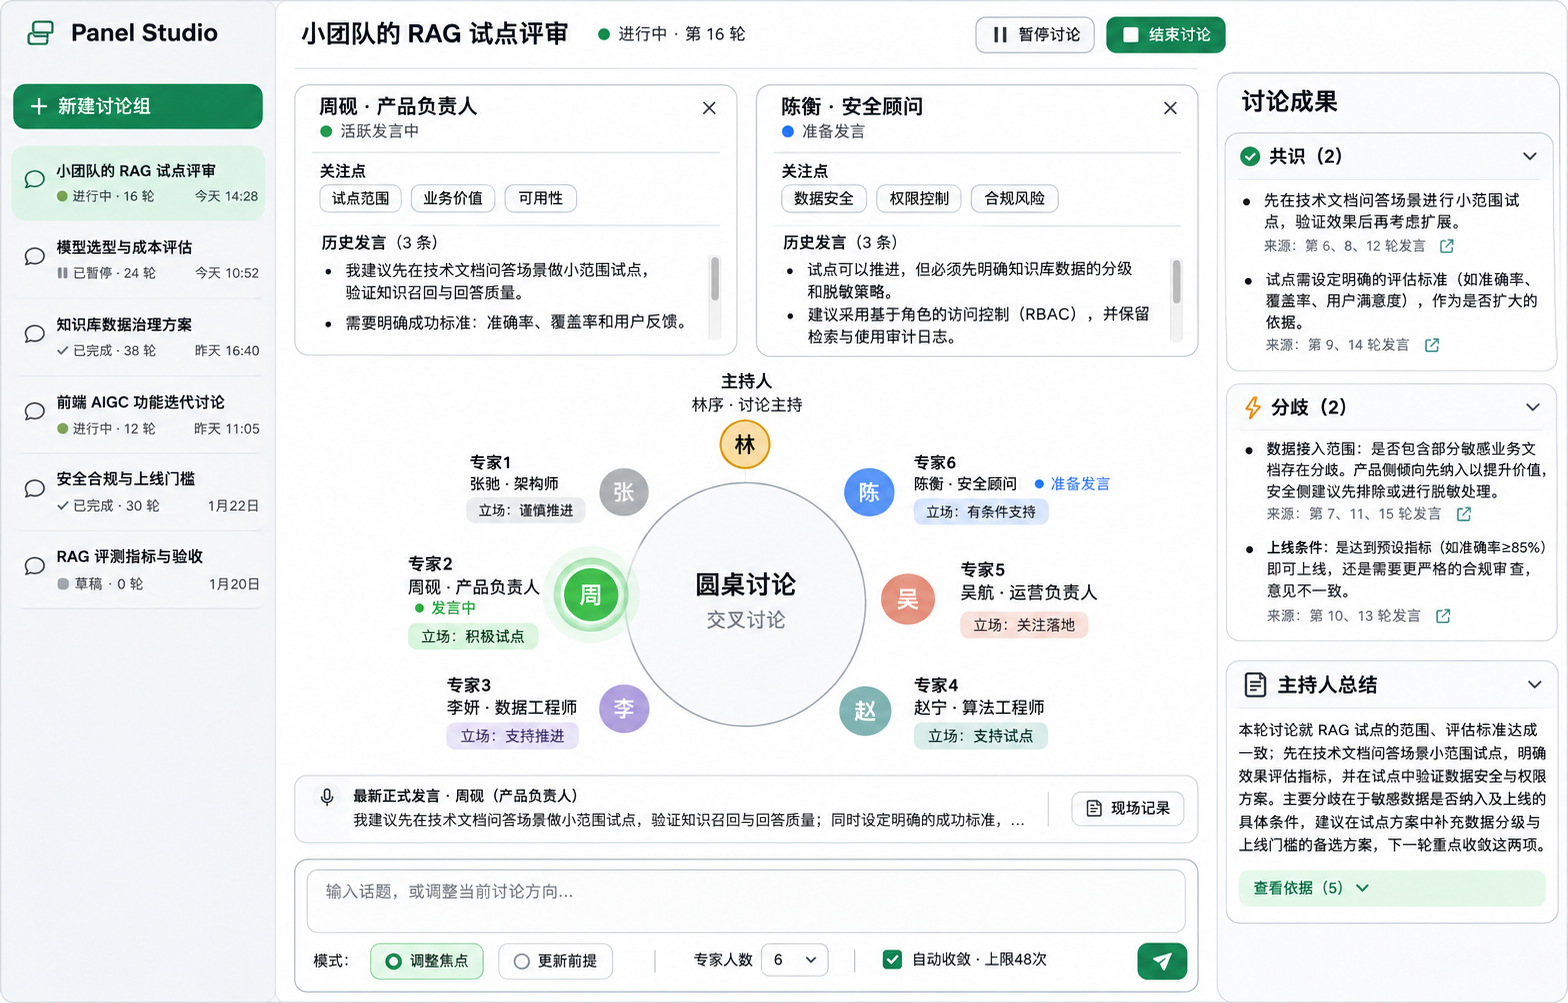 Panel Studio
新建讨论组
小团队的 RAG 试点评审
进行中 · 16 轮 今天 14:28
模型选型与成本评估
已暂停 · 24 轮 今天 10:52
知识库数据治理方案
已完成 · 38 轮 昨天 16:40
前端 AIGC 功能迭代讨论
进行中 · 12 轮 昨天 11:05
安全合规与上线门槛
已完成 · 30 轮 1月22日
RAG 评测指标与验收
草稿 · 0 轮 1月20日
小团队的 RAG 试点评审 进行中 · 第 16 轮 暂停讨论 结束讨论
周砚 · 产品负责人
活跃发言中
关注点
试点范围 业务价值 可用性
历史发言（3 条）
• 我建议先在技术文档问答场景做小范围试点，
验证知识召回与回答质量。
• 需要明确成功标准：准确率、覆盖率和用户反馈。
陈衡 · 安全顾问
准备发言
关注点
数据安全 权限控制 合规风险
历史发言（3 条）
• 试点可以推进，但必须先明确知识库数据的分级
和脱敏策略。
• 建议采用基于角色的访问控制（RBAC），并保留
检索与使用审计日志。
主持人
林序 · 讨论主持
林
专家1
张驰 · 架构师
立场：谨慎推进
张
专家2
周砚 · 产品负责人
发言中
立场：积极试点
周
专家3
李妍 · 数据工程师
立场：支持推进
李
圆桌讨论
交叉讨论
陈
专家6
陈衡 · 安全顾问 准备发言
立场：有条件支持
吴
专家5
吴航 · 运营负责人
立场：关注落地
赵
专家4
赵宁 · 算法工程师
立场：支持试点
最新正式发言 · 周砚（产品负责人）
我建议先在技术文档问答场景做小范围试点，验证知识召回与回答质量；同时设定明确的成功标准，...
现场记录
输入话题，或调整当前讨论方向...
模式： 调整焦点 更新前提 专家人数 6 自动收敛 · 上限48次
讨论成果
共识（2）
• 先在技术文档问答场景进行小范围试
点，验证效果后再考虑扩展。
来源：第 6、8、12 轮发言
• 试点需设定明确的评估标准（如准确率、
覆盖率、用户满意度），作为是否扩大的
依据。
来源：第 9、14 轮发言
分歧（2）
• 数据接入范围：是否包含部分敏感业务文
档存在分歧。产品侧倾向先纳入以提升价值，
安全侧建议先排除或进行脱敏处理。
来源：第 7、11、15 轮发言
• 上线条件：是达到预设指标（如准确率≥85%）
即可上线，还是需要更严格的合规审查，
意见不一致。
来源：第 10、13 轮发言
主持人总结
本轮讨论就 RAG 试点的范围、评估标准达成
一致；先在技术文档问答场景小范围试点，明确
效果评估指标，并在试点中验证数据安全与权限
方案。主要分歧在于敏感数据是否纳入及上线的
具体条件，建议在试点方案中补充数据分级与
上线门槛的备选方案，下一轮重点收敛这两项。
查看依据（5）